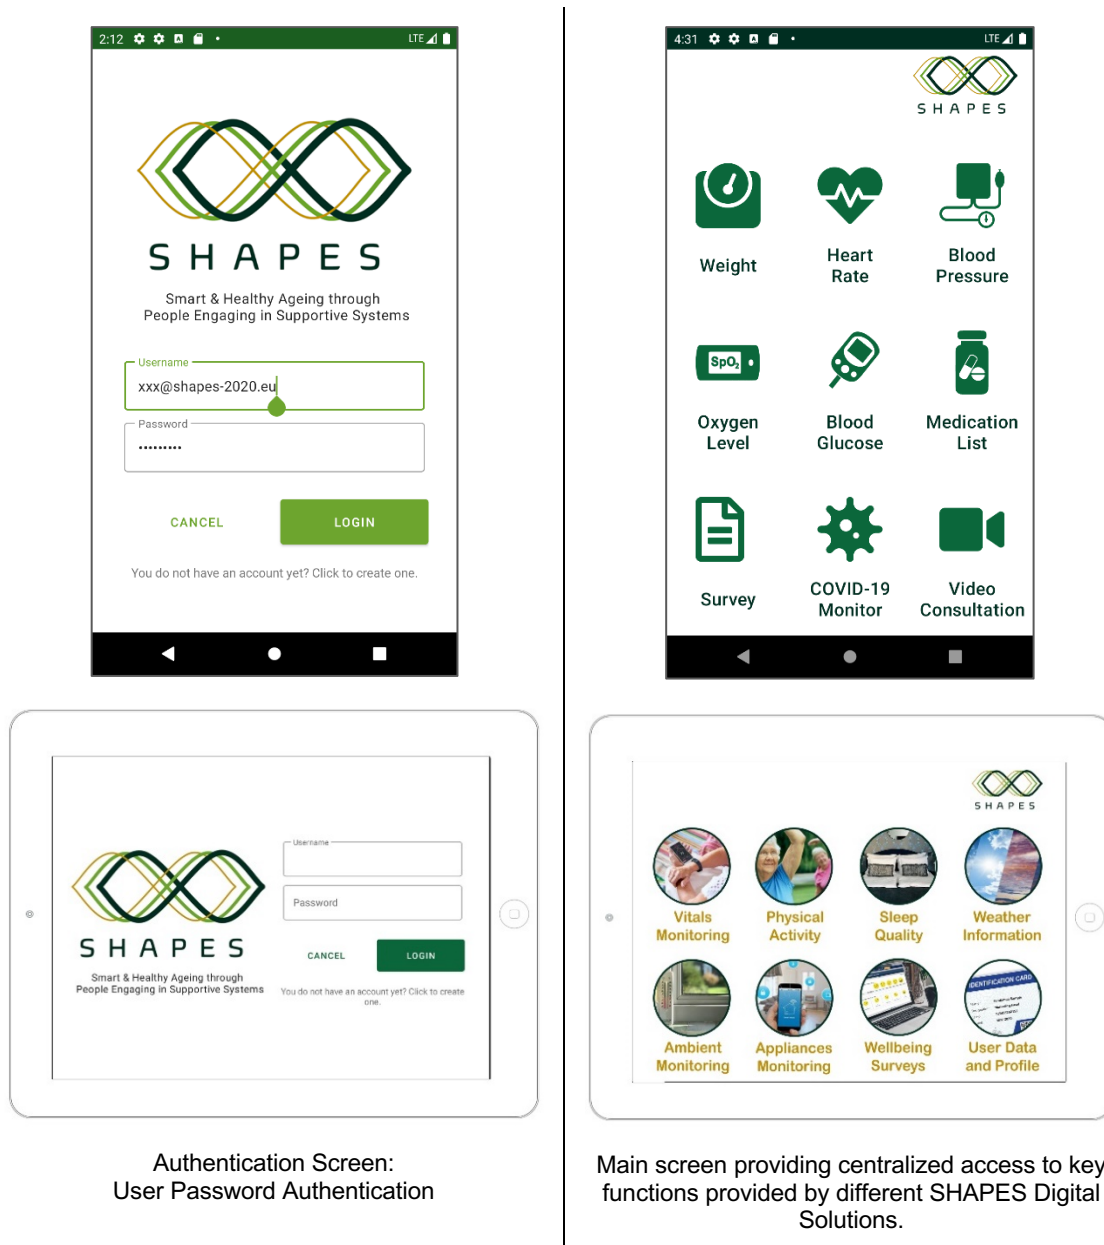 2:12
LTE
SHAPES
Smart & Healthy Ageing through
People Engaging in Supportive Systems
Username
xxx@shapes-2020.eu
Password
•••••••••
CANCEL
LOGIN
You do not have an account yet? Click to create one.
4:31
LTE
SHAPES
Weight
Heart
Rate
Blood
Pressure
SpO₂
Oxygen
Level
Blood
Glucose
Medication
List
Survey
COVID-19
Monitor
Video
Consultation
SHAPES
Smart & Healthy Ageing through
People Engaging in Supportive Systems
Username
Password
CANCEL
LOGIN
You do not have an account yet? Click to create
one.
SHAPES
Vitals
Monitoring
Physical
Activity
Sleep
Quality
Weather
Information
IDENTIFICATION CARD
Ambient
Monitoring
Appliances
Monitoring
Wellbeing
Surveys
User Data
and Profile
Authentication Screen:
User Password Authentication
Main screen providing centralized access to key
functions provided by different SHAPES Digital
Solutions.